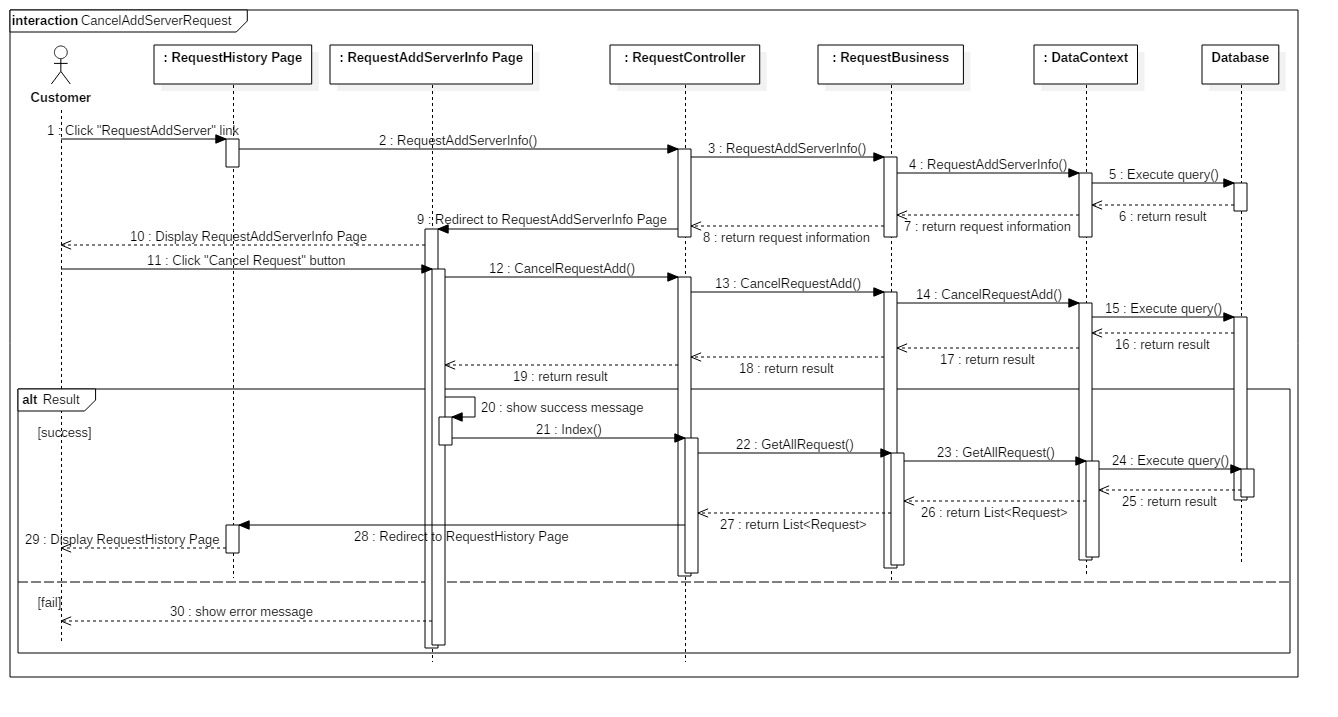 interaction CancelAddServerRequest
: RequestHistory Page
: RequestAddServerInfo Page
: RequestController
: RequestBusiness
: DataContext
Database
Customer
1 : Click "RequestAddServer" link
2 : RequestAddServerInfo()
3 : RequestAddServerInfo()
4 : RequestAddServerInfo()
5 : Execute query()
6 : return result
7 : return request information
8 : return request information
9 : Redirect to RequestAddServerInfo Page
10 : Display RequestAddServerInfo Page
11 : Click "Cancel Request" button
12 : CancelRequestAdd()
13 : CancelRequestAdd()
14 : CancelRequestAdd()
15 : Execute query()
16 : return result
17 : return result
18 : return result
19 : return result
alt Result
[success]
20 : show success message
21 : Index()
22 : GetAllRequest()
23 : GetAllRequest()
24 : Execute query()
25 : return result
26 : return List<Request>
27 : return List<Request>
28 : Redirect to RequestHistory Page
29 : Display RequestHistory Page
[fail]
30 : show error message